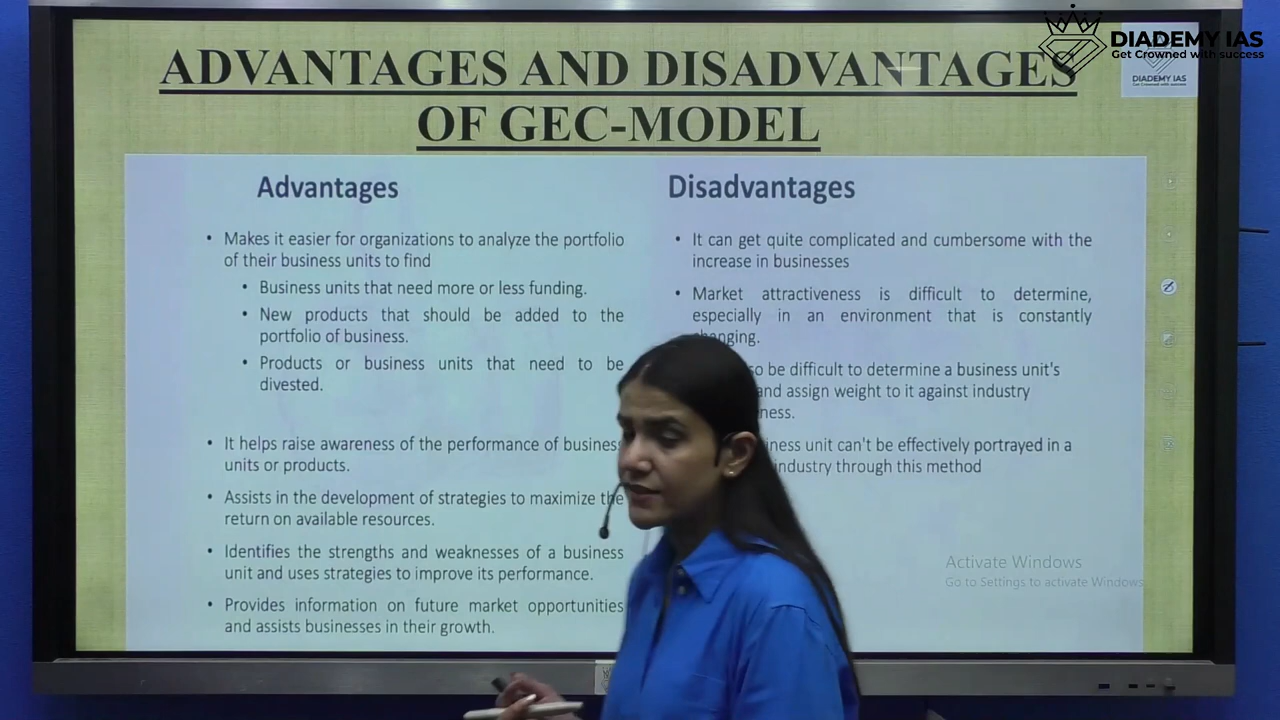 DIADEMY IAS
Get Crowned with success
DIADEMY IAS
Get Crowned with success
ADVANTAGES AND DISADVANTAGES
OF GEC-MODEL
Advantages
• Makes it easier for organizations to analyze the portfolio
of their business units to find
• Business units that need more or less funding.
• New products that should be added to the
portfolio of business.
• Products or business units that need to be
divested.
• It helps raise awareness of the performance of business
units or products.
• Assists in the development of strategies to maximize the
return on available resources.
• Identifies the strengths and weaknesses of a business
unit and uses strategies to improve its performance.
• Provides information on future market opportunities
and assists businesses in their growth.
Disadvantages
• It can get quite complicated and cumbersome with the
increase in businesses
• Market attractiveness is difficult to determine,
especially in an environment that is constantly
changing.
be difficult to determine a business unit's
and assign weight to it against industry
unit can't be effectively portrayed in a
industry through this method
Activate Windows
Go to Settings to activate Windows